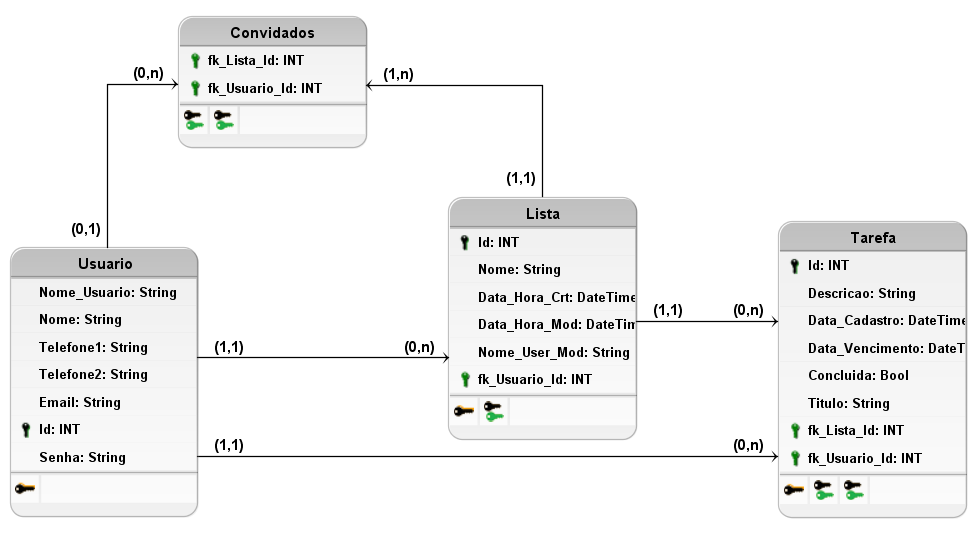 Convidados
fk_Lista_Id: INT
fk_Usuario_Id: INT
(0,n)
(1,n)
(0,1)
(1,1)
Usuario
Nome_Usuario: String
Nome: String
Telefone1: String
Telefone2: String
Email: String
Id: INT
Senha: String
(1,1)
(0,n)
(1,1)
(0,n)
Lista
Id: INT
Nome: String
Data_Hora_Crt: DateTime
Data_Hora_Mod: DateTim
Nome_User_Mod: String
fk_Usuario_Id: INT
(1,1)
(0,n)
Tarefa
Id: INT
Descricao: String
Data_Cadastro: DateTime
Data_Vencimento: DateT
Concluida: Bool
Titulo: String
fk_Lista_Id: INT
fk_Usuario_Id: INT